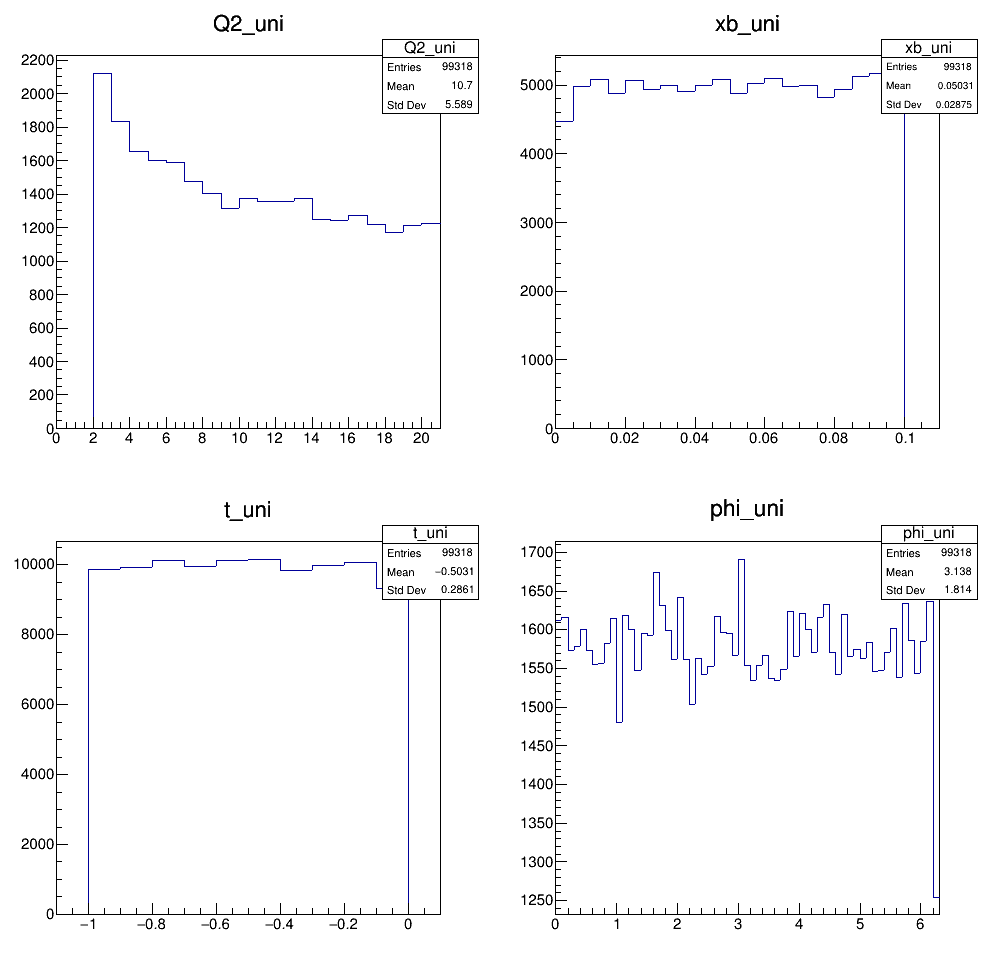 Q2_uni
Q2_uni
Entries 99318
Mean 10.7
Std Dev 5.589
2200
2000
1800
1600
1400
1200
1000
800
600
400
200
0
0 2 4 6 8 10 12 14 16 18 20
xb_uni
xb_uni
Entries 99318
Mean 0.05031
Std Dev 0.02875
5000
4000
3000
2000
1000
0
0 0.02 0.04 0.06 0.08 0.1
t_uni
t_uni
Entries 99318
Mean −0.5031
Std Dev 0.2861
10000
8000
6000
4000
2000
0
−1 −0.8 −0.6 −0.4 −0.2 0
phi_uni
phi_uni
Entries 99318
Mean 3.138
Std Dev 1.814
1700
1650
1600
1550
1500
1450
1400
1350
1300
1250
0 1 2 3 4 5 6